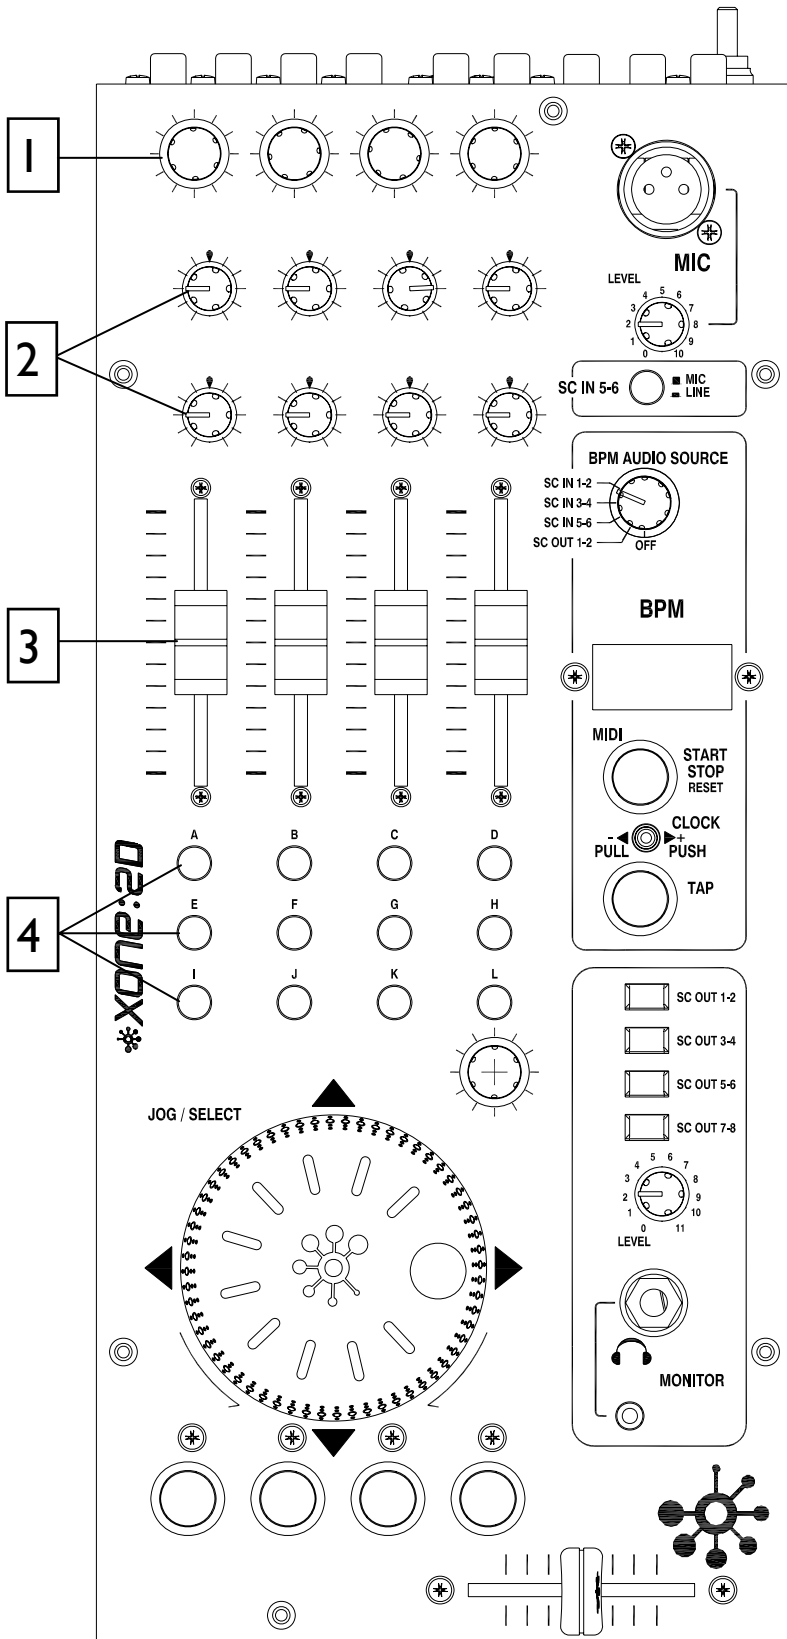 1
2
3
4
MIC
LEVEL
0 1 2 3 4 5 6 7 8 9 10
SC IN 5-6
MIC
LINE
BPM AUDIO SOURCE
SC IN 1-2
SC IN 3-4
SC IN 5-6
SC OUT 1-2
OFF
BPM
MIDI
START
STOP
RESET
CLOCK
- +
PULL PUSH
TAP
A B C D
E F G H
I J K L
XONE:2D
JOG / SELECT
SC OUT 1-2
SC OUT 3-4
SC OUT 5-6
SC OUT 7-8
0 1 2 3 4 5 6 7 8 9 10 11
LEVEL
MONITOR